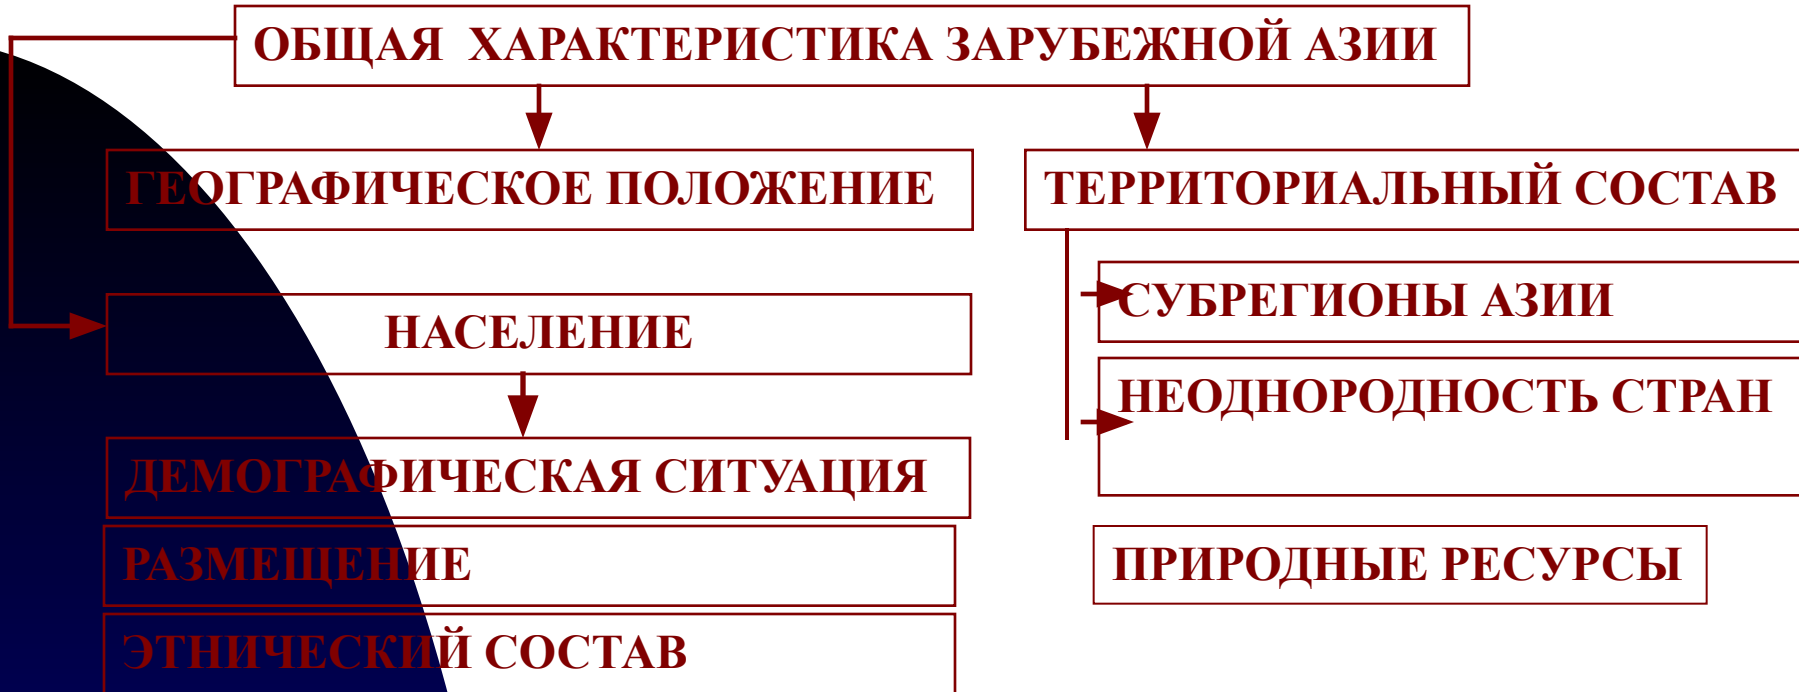 ОБЩАЯ ХАРАКТЕРИСТИКА ЗАРУБЕЖНОЙ АЗИИ
ГЕОГРАФИЧЕСКОЕ ПОЛОЖЕНИЕ
ТЕРРИТОРИАЛЬНЫЙ СОСТАВ
СУБРЕГИОНЫ АЗИИ
НАСЕЛЕНИЕ
НЕОДНОРОДНОСТЬ СТРАН
ДЕМОГРАФИЧЕСКАЯ СИТУАЦИЯ
РАЗМЕЩЕНИЕ
ПРИРОДНЫЕ РЕСУРСЫ
ЭТНИЧЕСКИЙ СОСТАВ